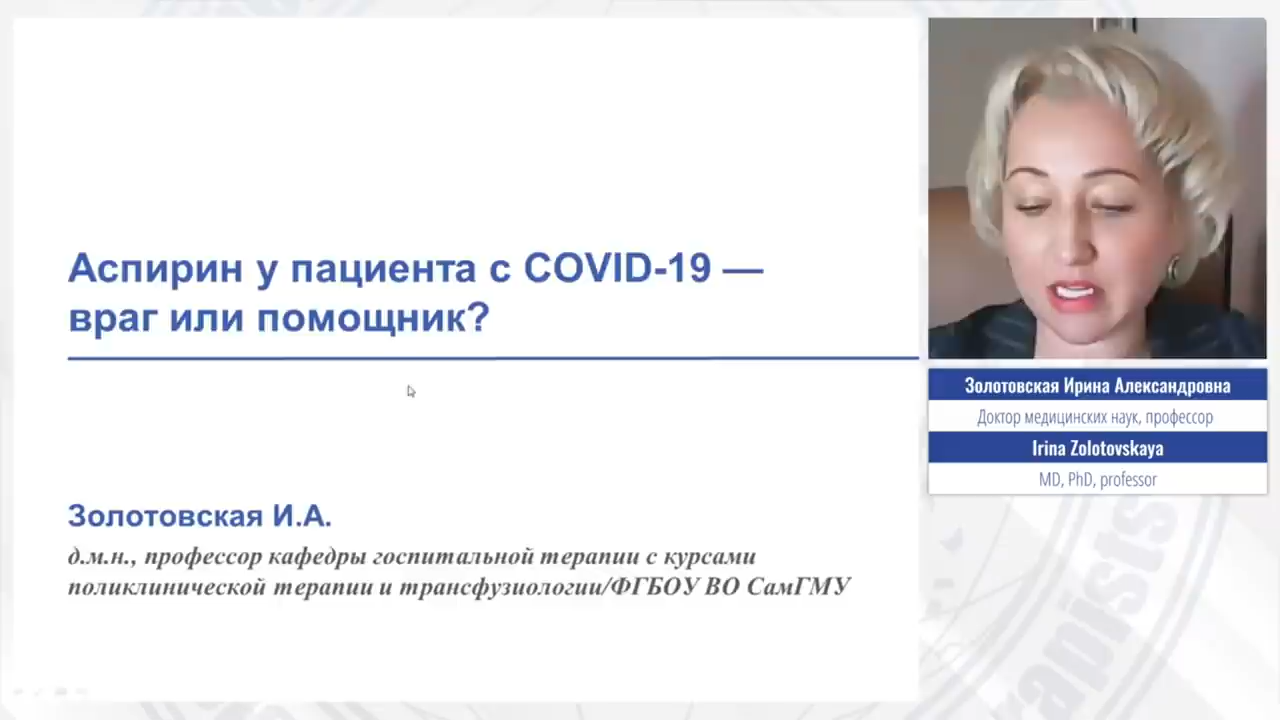 Аспирин у пациента с COVID-19 —
враг или помощник?
Золотовская И.А.
д.м.н., профессор кафедры госпитальной терапии с курсами
поликлинической терапии и трансфузиологии/ФГБОУ ВО СамГМУ
Золотовская Ирина Александровна
Доктор медицинских наук, профессор
Irina Zolotovskaya
MD, PhD, professor